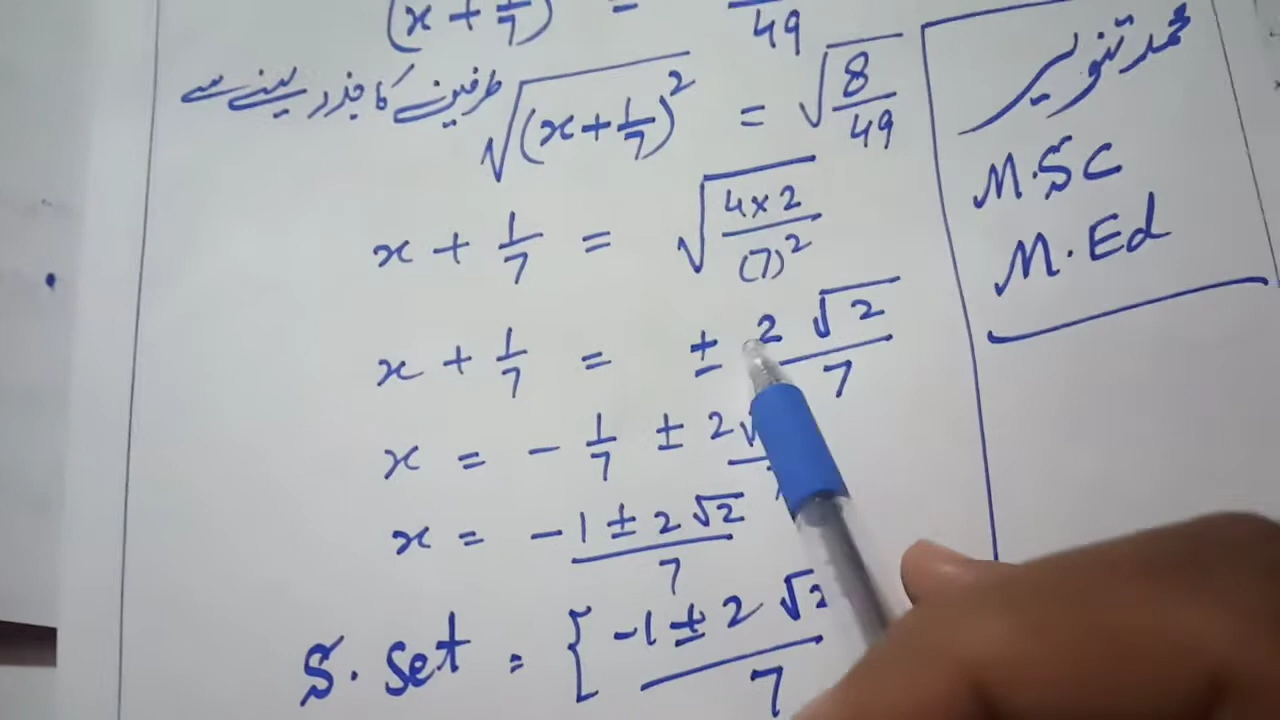 (x + 1/7) = /49
طرفین کا جذر لینے سے √(x + 1/7)² = √8/49
x + 1/7 = √4×2/(7)²
x + 1/7 = ± 2√2/7
x = - 1/7 ± 2√
x = -1 ± 2√2/7
S. Set = { -1 ± 2√2/7
محمد تنویر
M.SC
M.Ed